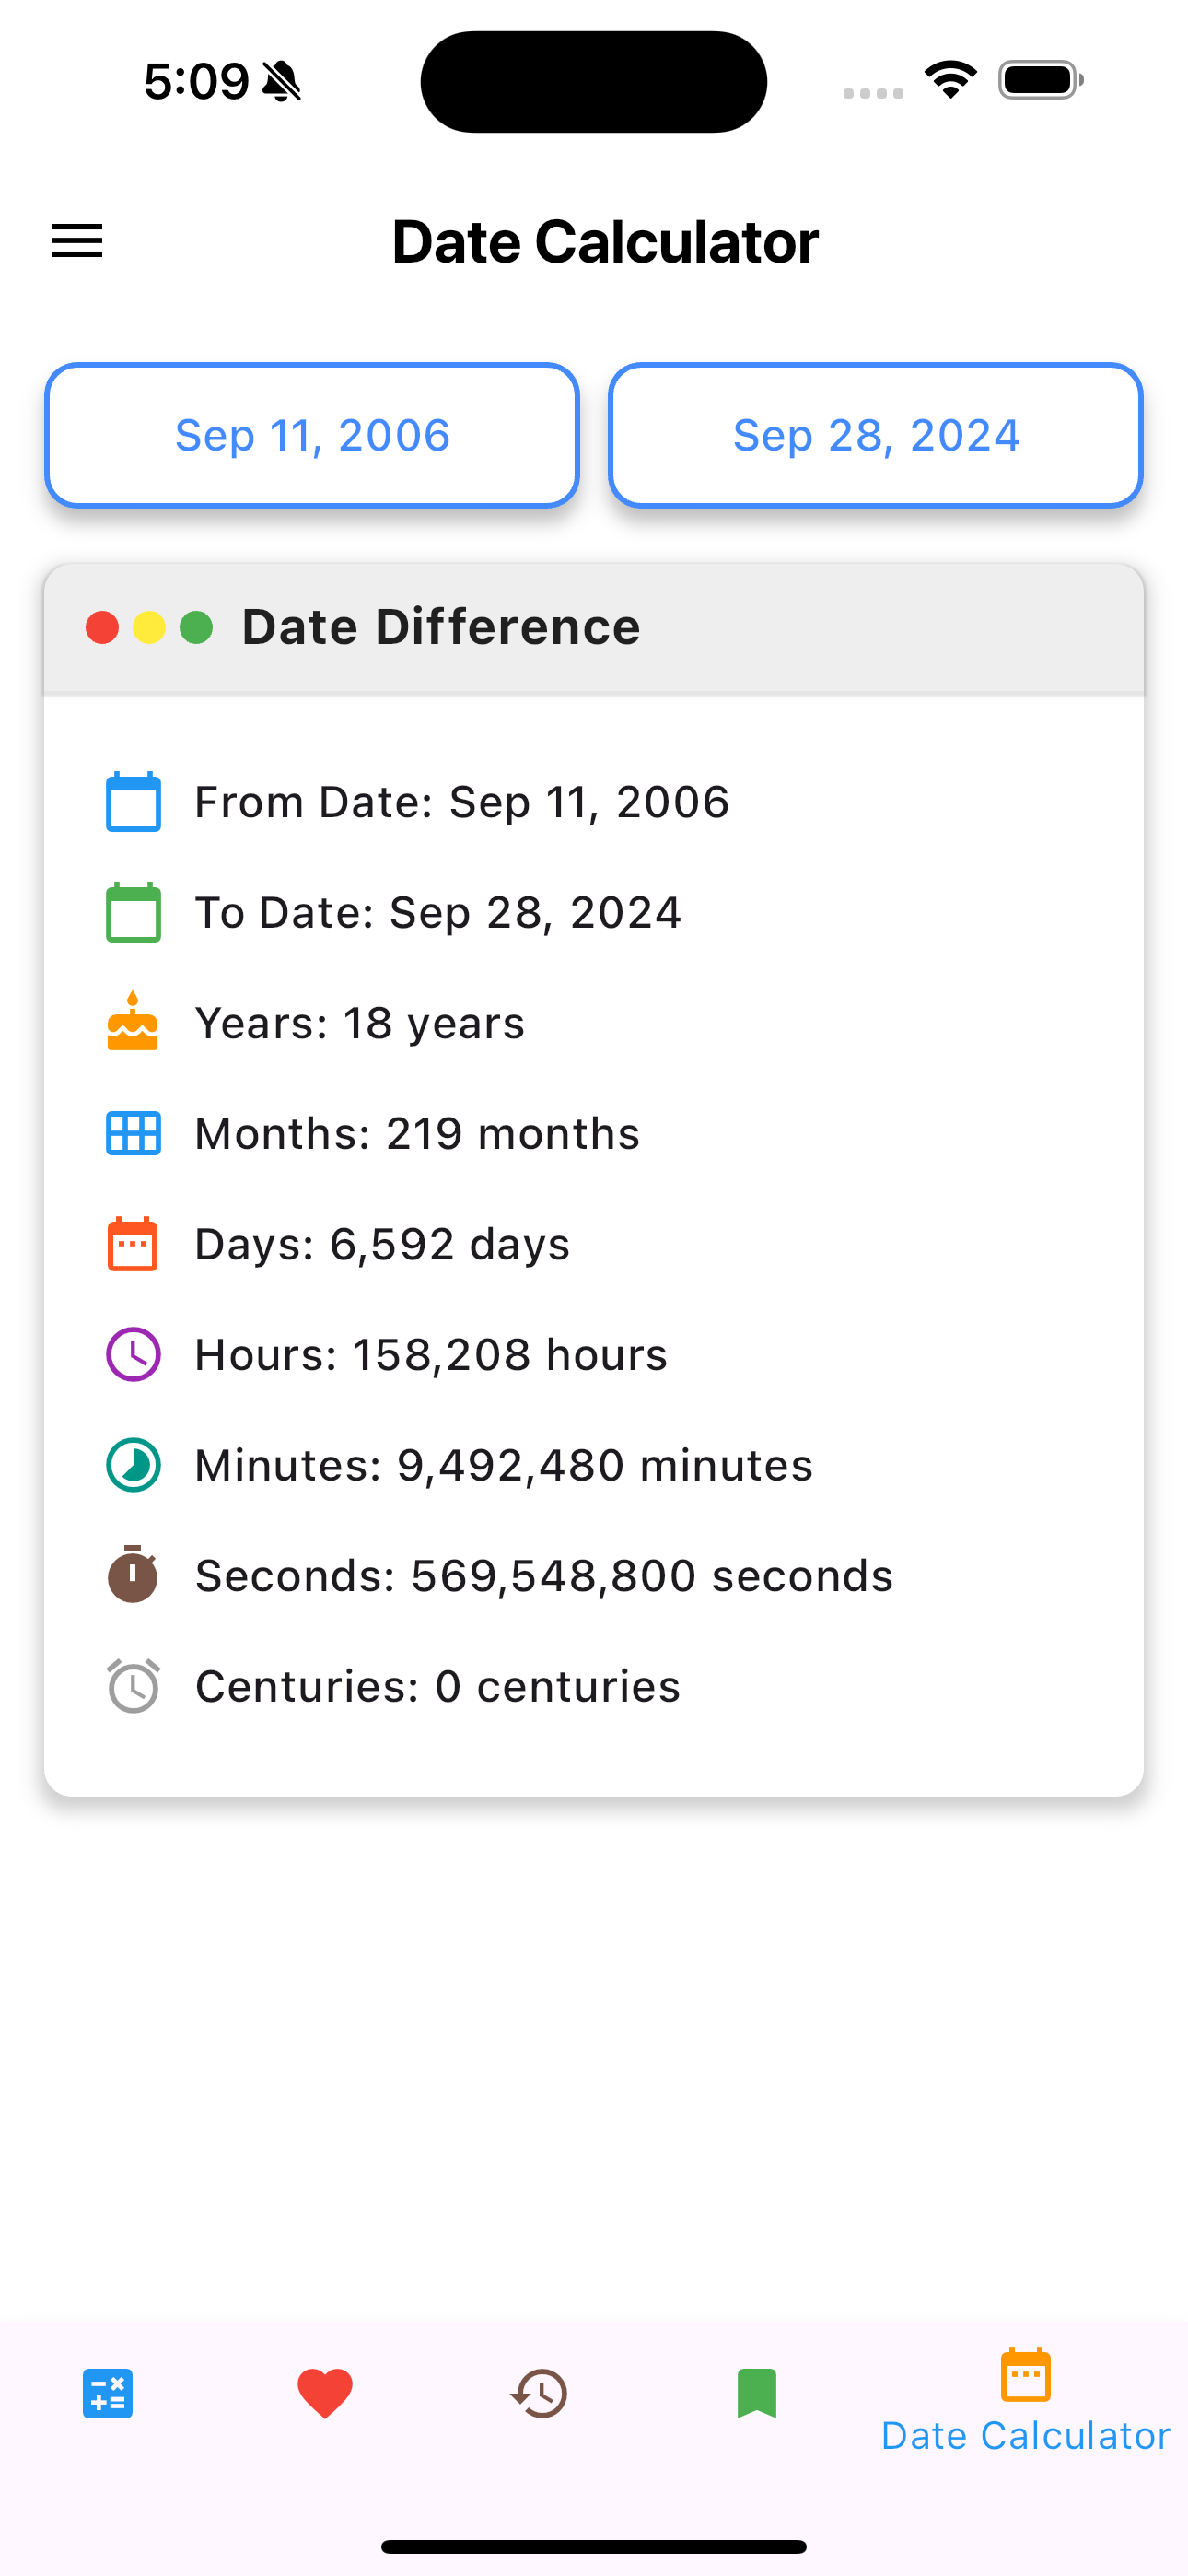 5:09
Date Calculator
Sep 11, 2006
Sep 28, 2024
Date Difference
From Date: Sep 11, 2006
To Date: Sep 28, 2024
Years: 18 years
Months: 219 months
Days: 6,592 days
Hours: 158,208 hours
Minutes: 9,492,480 minutes
Seconds: 569,548,800 seconds
Centuries: 0 centuries
Date Calculator